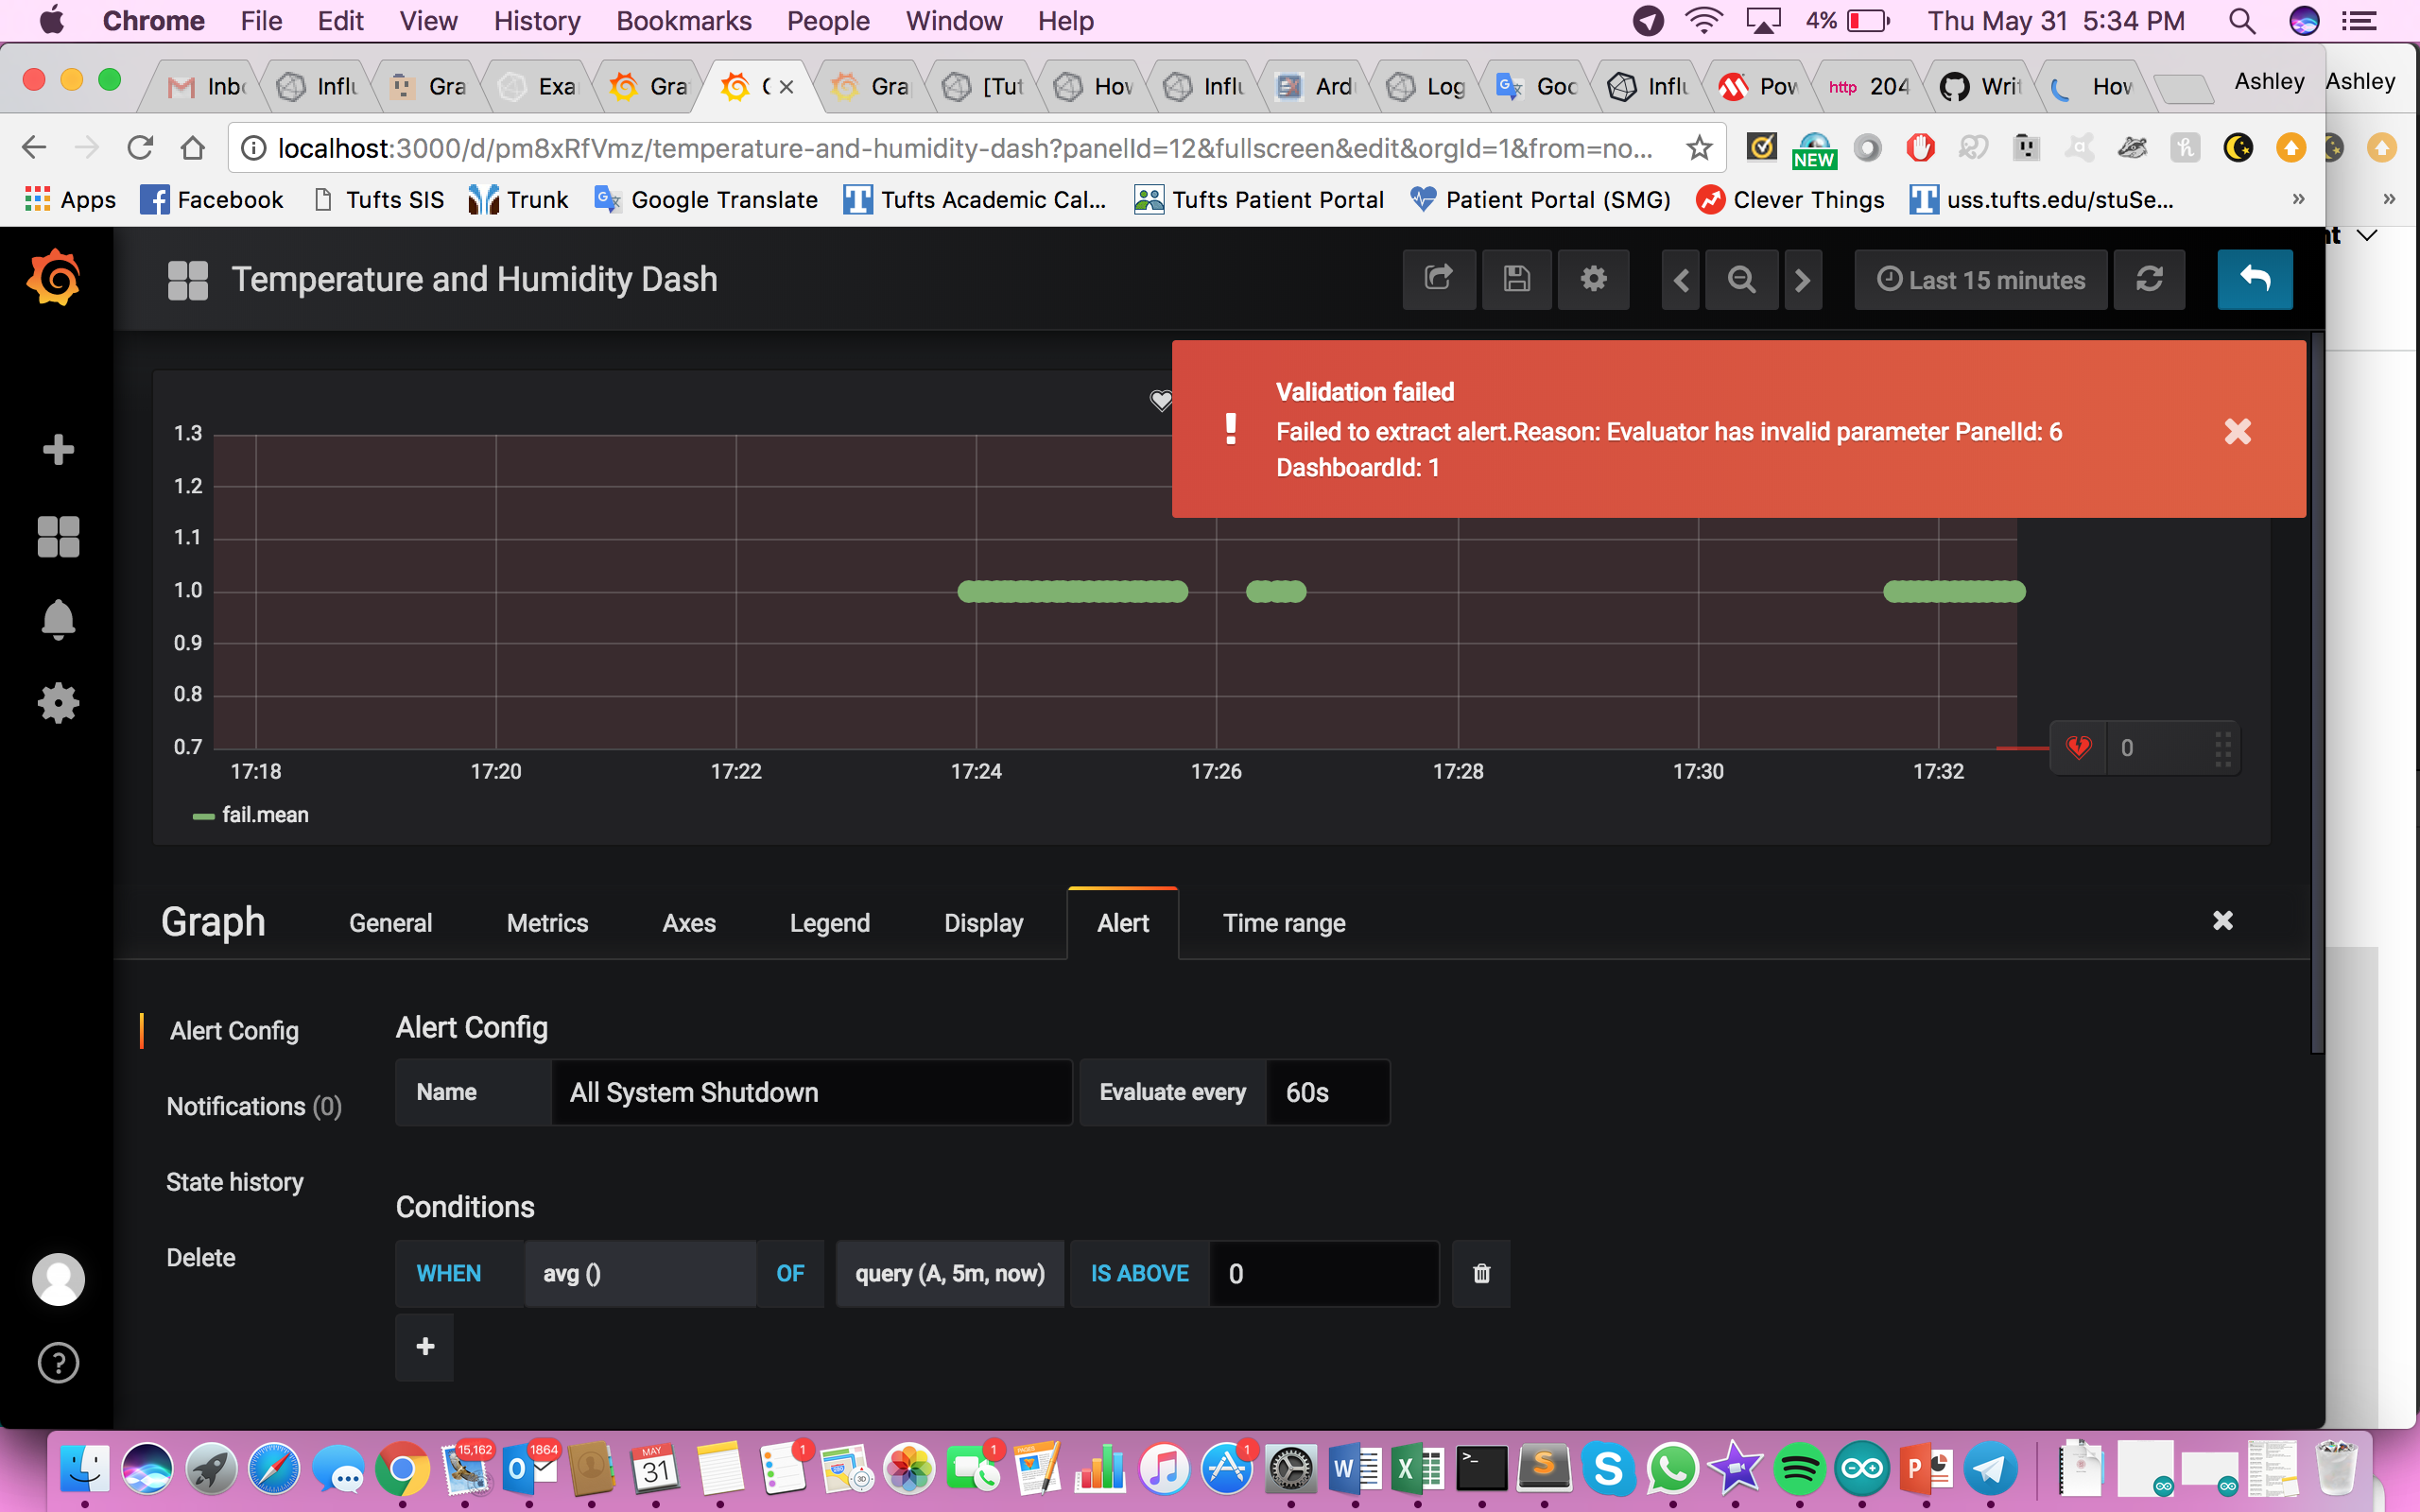 Chrome File Edit View History Bookmarks People Window Help 4% Thu May 31 5:34 PM
Inbo Influ Gra Exa Gra Gra [Tut How Influ Ard Log Goo Influ Pow http 204 Writ How Ashley Ashley
localhost:3000/d/pm8xRfVmz/temperature-and-humidity-dash?panelId=12&fullscreen&edit&orgId=1&from=no... NEW
Apps Facebook Tufts SIS Trunk Google Translate Tufts Academic Cal... Tufts Patient Portal Patient Portal (SMG) Clever Things uss.tufts.edu/stuSe... » »
Temperature and Humidity Dash Last 15 minutes
Validation failed
Failed to extract alert.Reason: Evaluator has invalid parameter PanelId: 6
DashboardId: 1
1.3
1.2
1.1
1.0
0.9
0.8
0.7
0
17:18 17:20 17:22 17:24 17:26 17:28 17:30 17:32
fail.mean
Graph General Metrics Axes Legend Display Alert Time range
Alert Config
Notifications (0)
State history
Delete
Alert Config
Name All System Shutdown Evaluate every 60s
Conditions
WHEN avg () OF query (A, 5m, now) IS ABOVE 0
15,162 1864 MAY 31 1 1 1